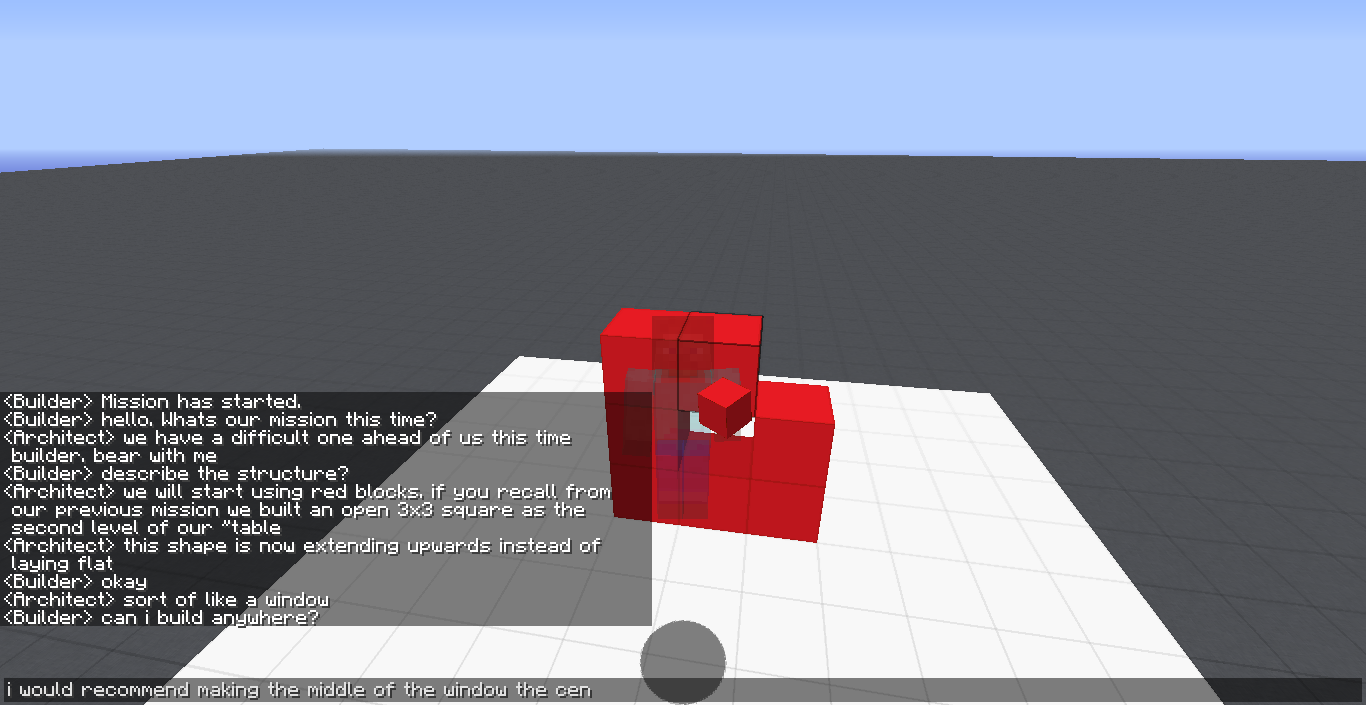 <Builder> Mission has started.
<Builder> hello. Whats our mission this time?
<Architect> we have a difficult one ahead of us this time
builder. bear with me
<Builder> describe the structure?
<Architect> we will start using red blocks. if you recall from
our previous mission we built an open 3x3 square as the
second level of our "table
<Architect> this shape is now extending upwards instead of
laying flat
<Builder> okay
<Architect> sort of like a window
<Builder> can i build anywhere?
i would recommend making the middle of the window the cen